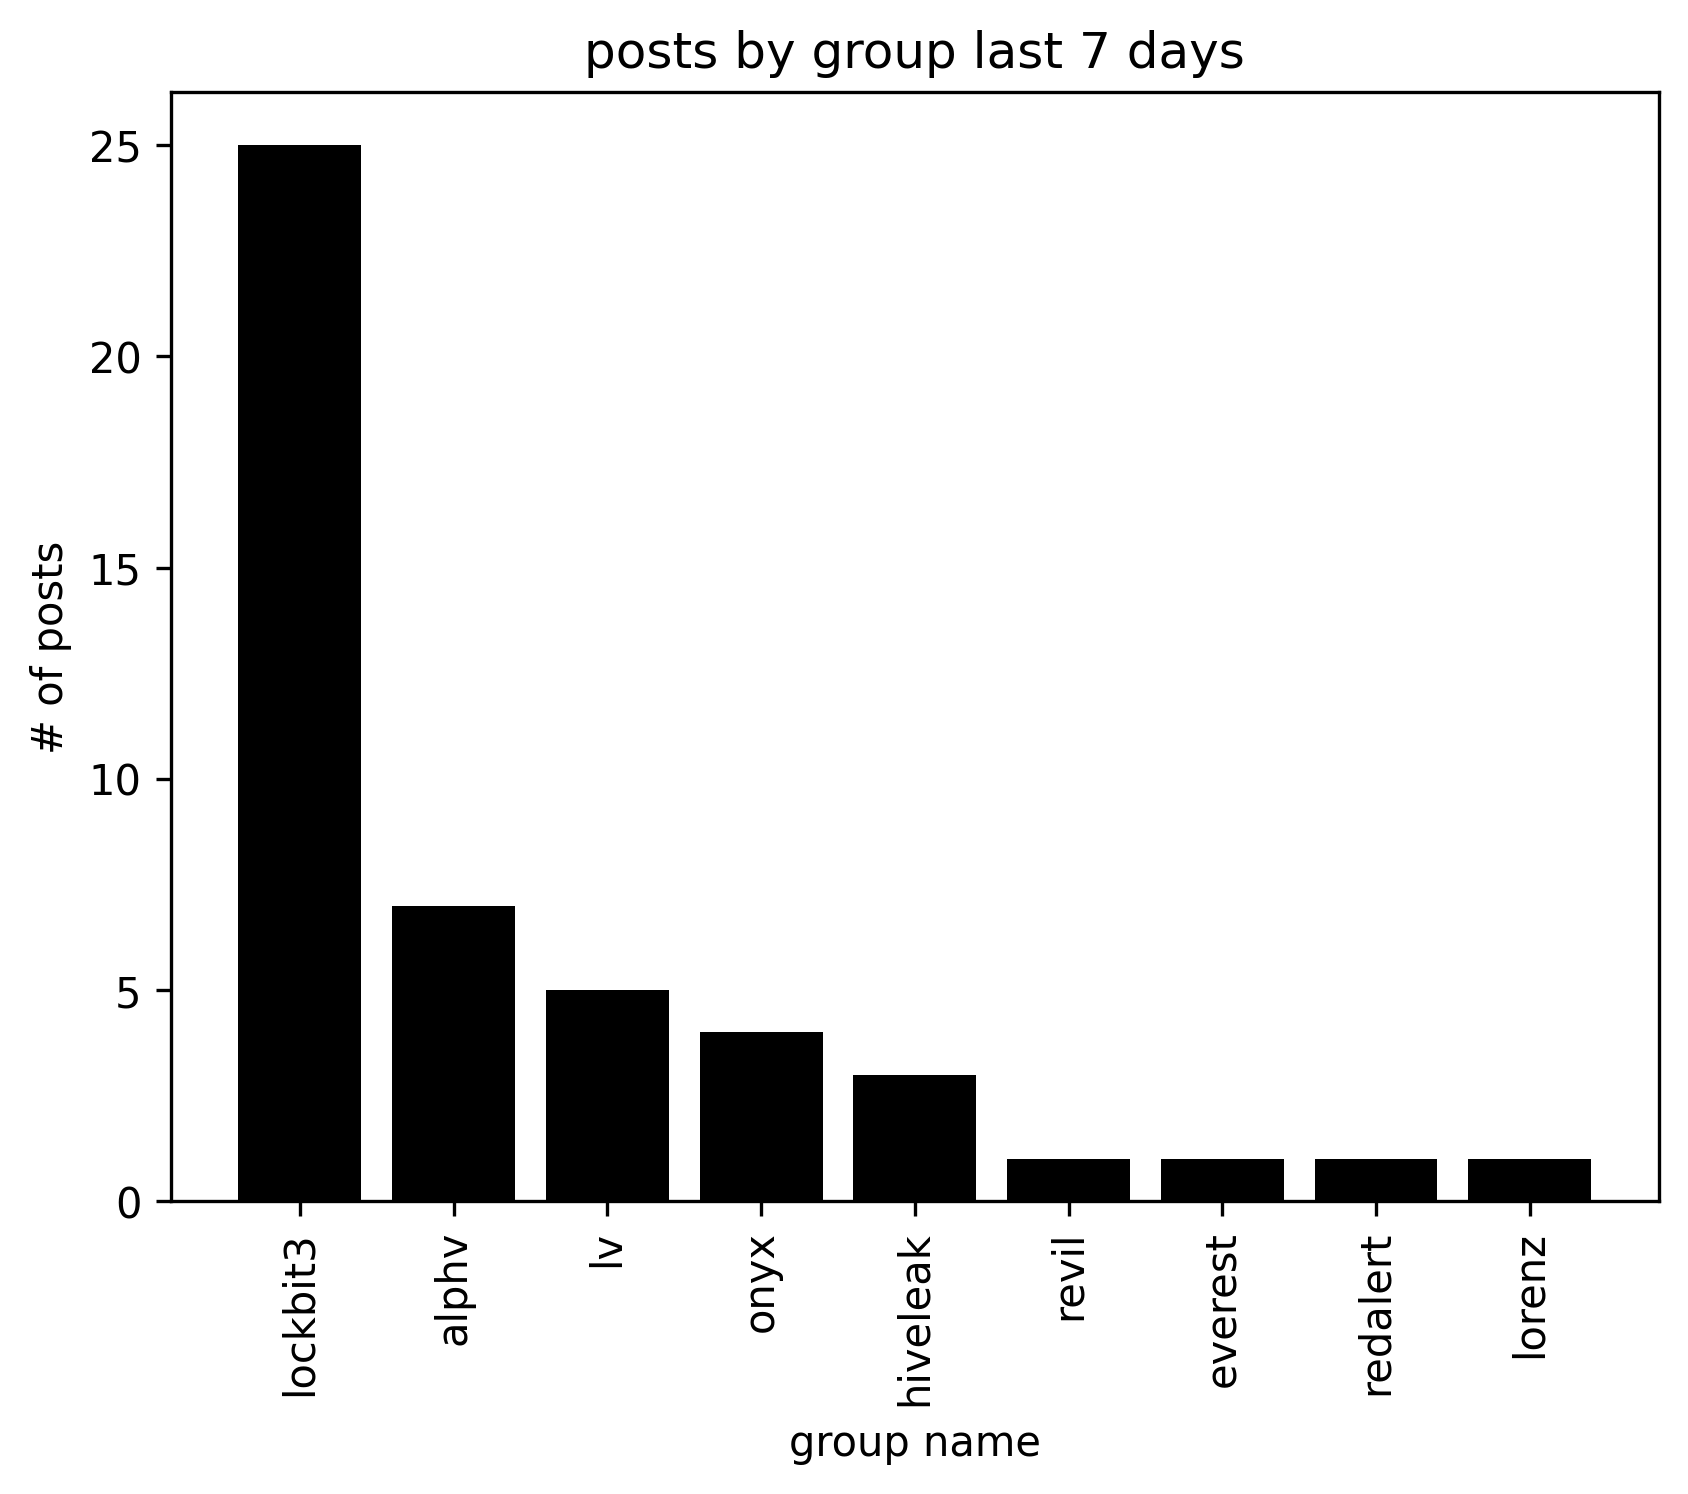 posts by group last 7 days
25
20
15
10
5
0
# of posts
lockbit3
alphv
lv
onyx
hiveleak
revil
everest
redalert
lorenz
group name